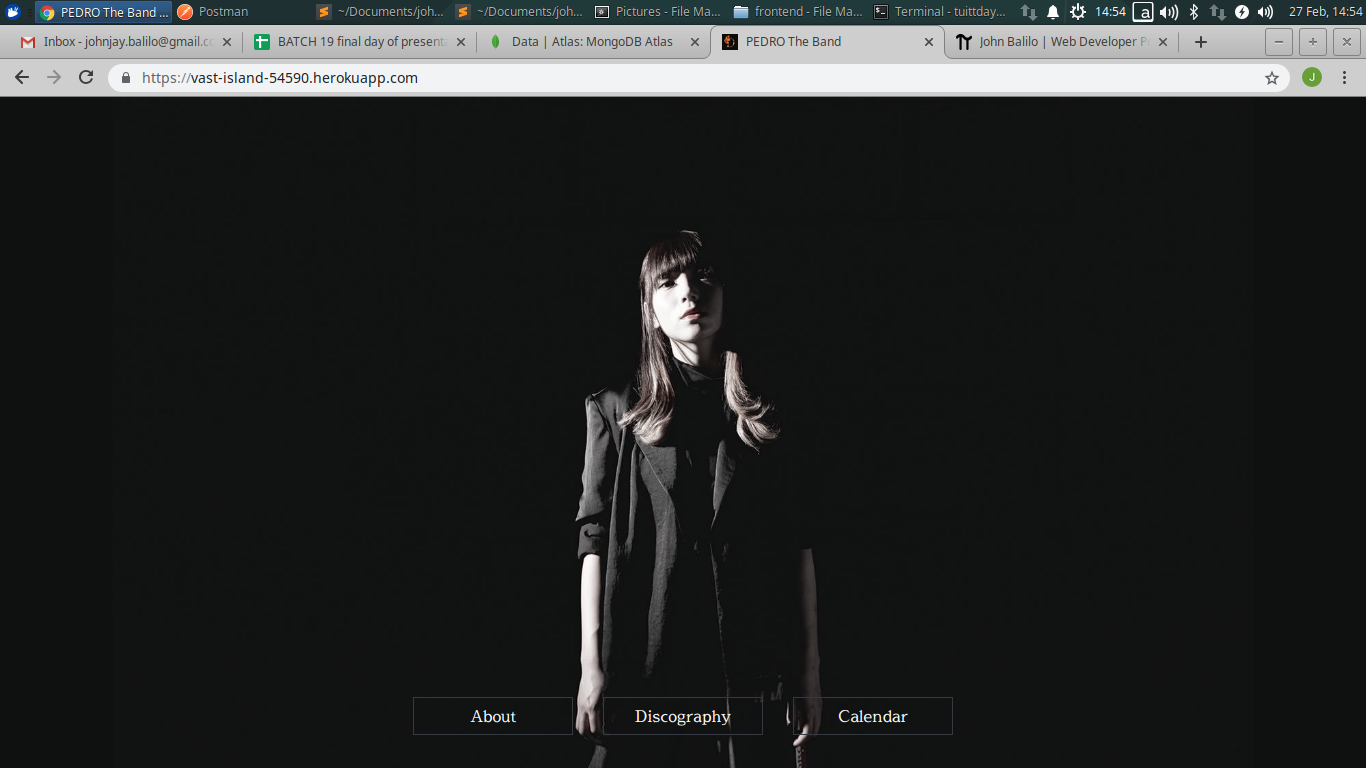 PEDRO The Band ... Postman ~/Documents/joh... ~/Documents/joh... Pictures - File Ma... frontend - File Ma... Terminal - tuittday... 14:54 a 27 Feb, 14:54
Inbox - johnjay.balilo@gmail.co BATCH 19 final day of present Data | Atlas: MongoDB Atlas PEDRO The Band John Balilo | Web Developer P
https://vast-island-54590.herokuapp.com J
About Discography Calendar